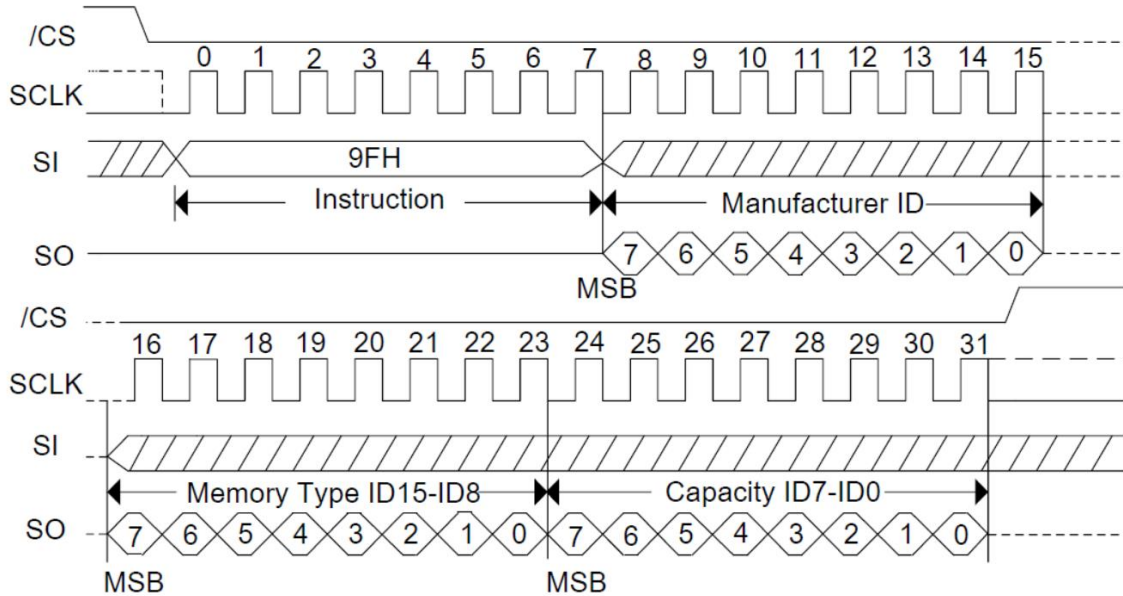 /CS
0 1 2 3 4 5 6 7 8 9 10 11 12 13 14 15
SCLK
SI 9FH
Instruction Manufacturer ID
SO 7 6 5 4 3 2 1 0
MSB
/CS
16 17 18 19 20 21 22 23 24 25 26 27 28 29 30 31
SCLK
SI
Memory Type ID15-ID8 Capacity ID7-ID0
SO 7 6 5 4 3 2 1 0 7 6 5 4 3 2 1 0
MSB MSB